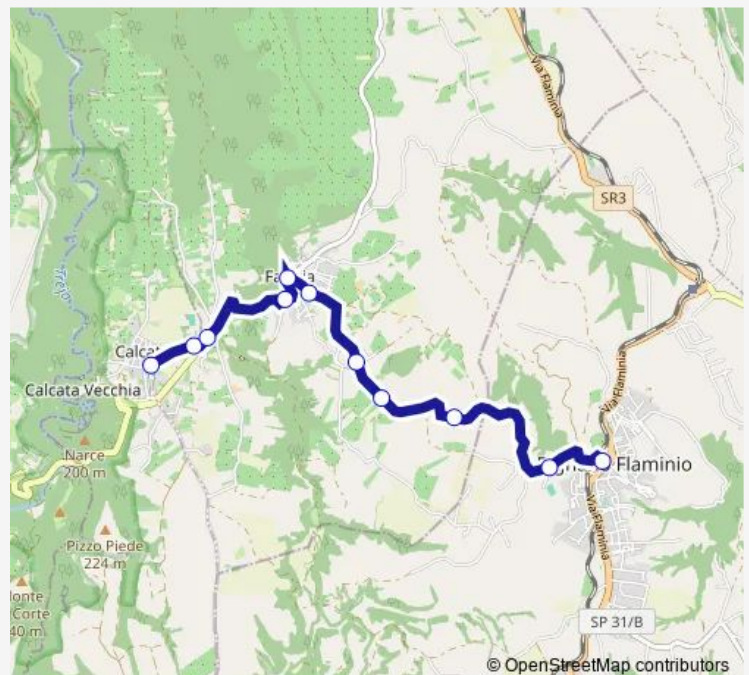 Via Flaminia
SR3
Treja
Via Flaminia
Calcata Vecchia
Narce
200 m
Flaminio
Via Flaminia
Pizzo Piede
224 m
Corte
SP 31/B
© OpenStreetMap contributors